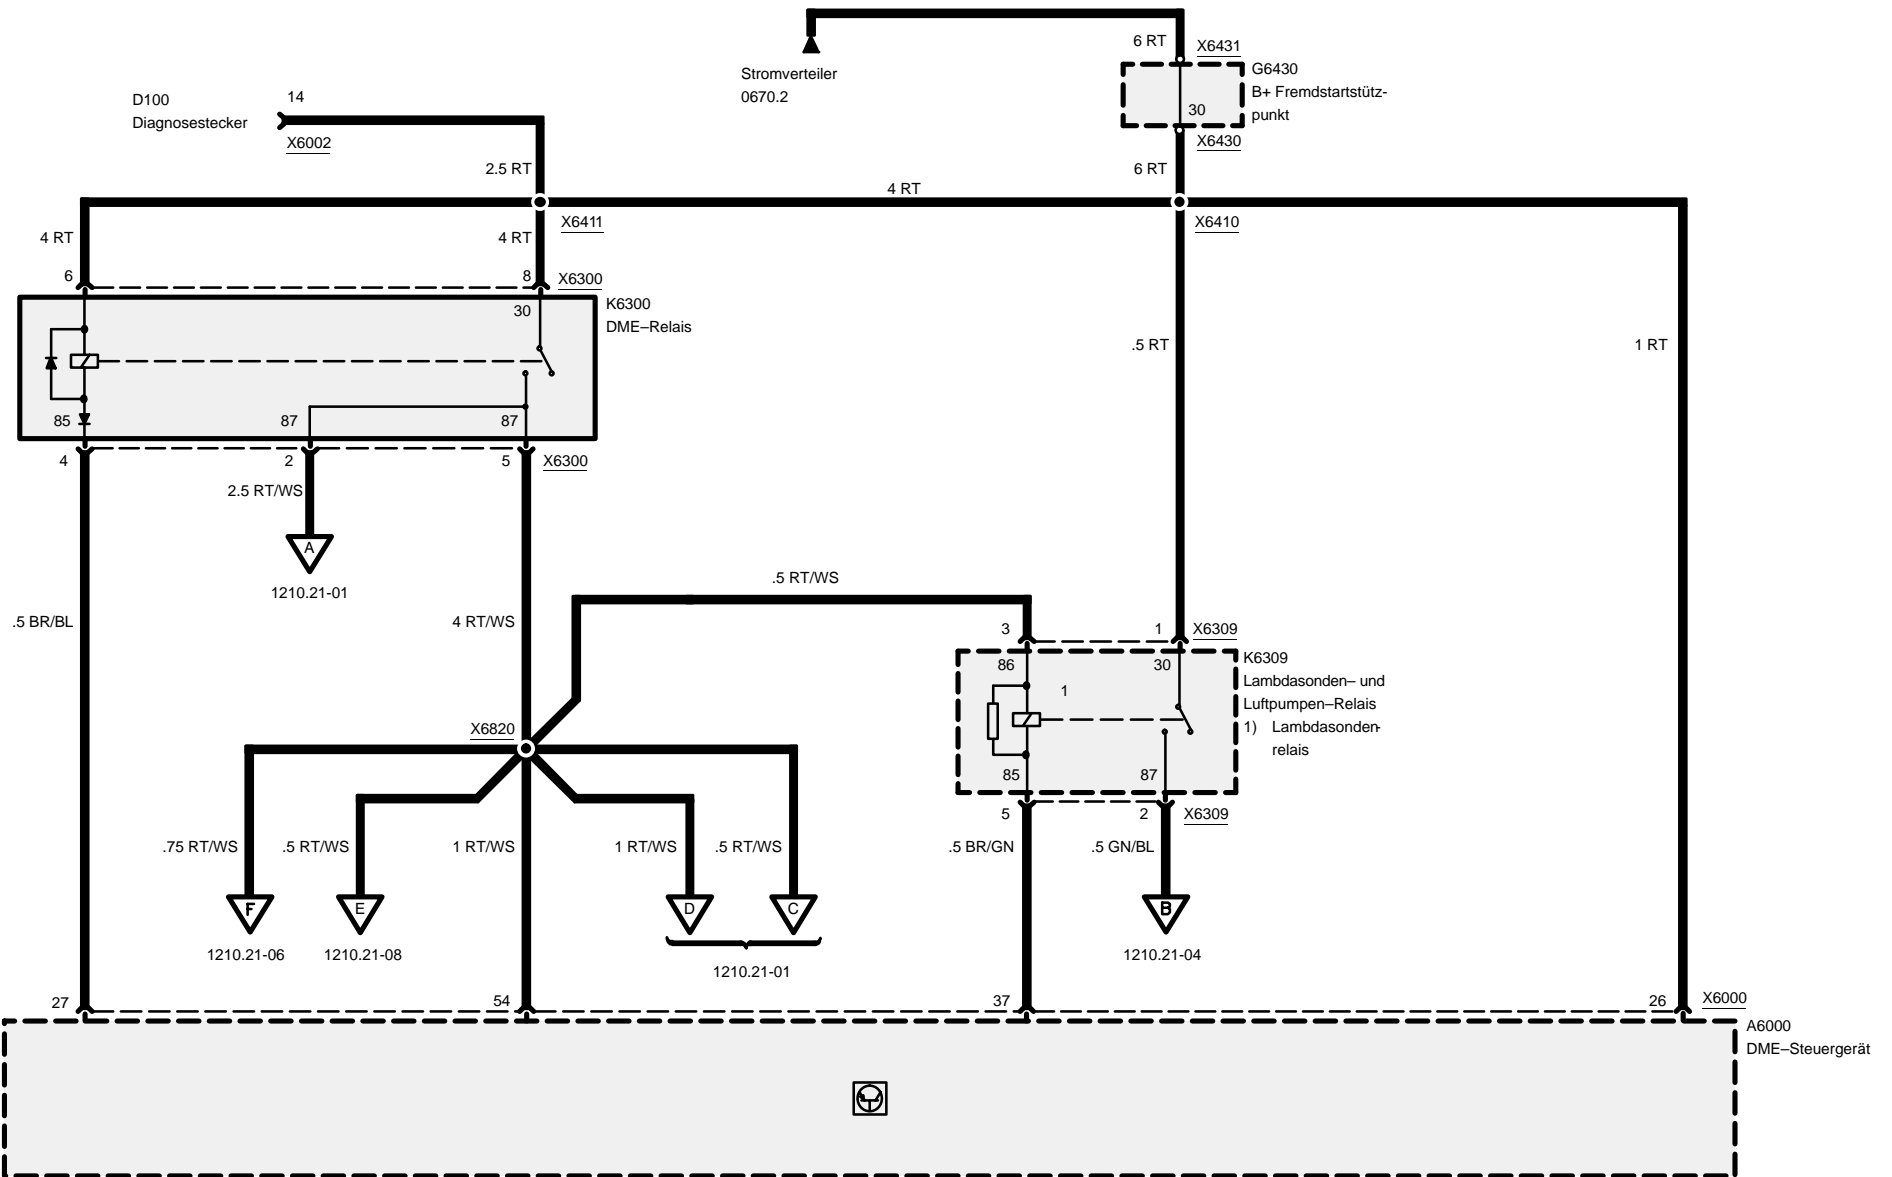 6 RT
X6431
G6430
B+ Fremdstartstütz-
punkt
30
X6430
Stromverteiler
0670.2
D100
Diagnosestecker
14
X6002
2.5 RT
6 RT
4 RT
X6411
X6410
4 RT
4 RT
6
8
X6300
K6300
DME–Relais
30
85
87
87
4
2
5
X6300
.5 RT
1 RT
2.5 RT/WS
A
1210.21-01
.5 BR/BL
4 RT/WS
.5 RT/WS
3
1
X6309
K6309
Lambdasonden– und
Luftpumpen–Relais
1) Lambdasonden-
relais
86
30
1
85
87
5
2
X6309
X6820
.75 RT/WS
.5 RT/WS
1 RT/WS
1 RT/WS
.5 RT/WS
.5 BR/GN
.5 GN/BL
F
E
D
C
B
1210.21-06
1210.21-08
1210.21-01
1210.21-04
27
54
37
26
X6000
A6000
DME–Steuergerät